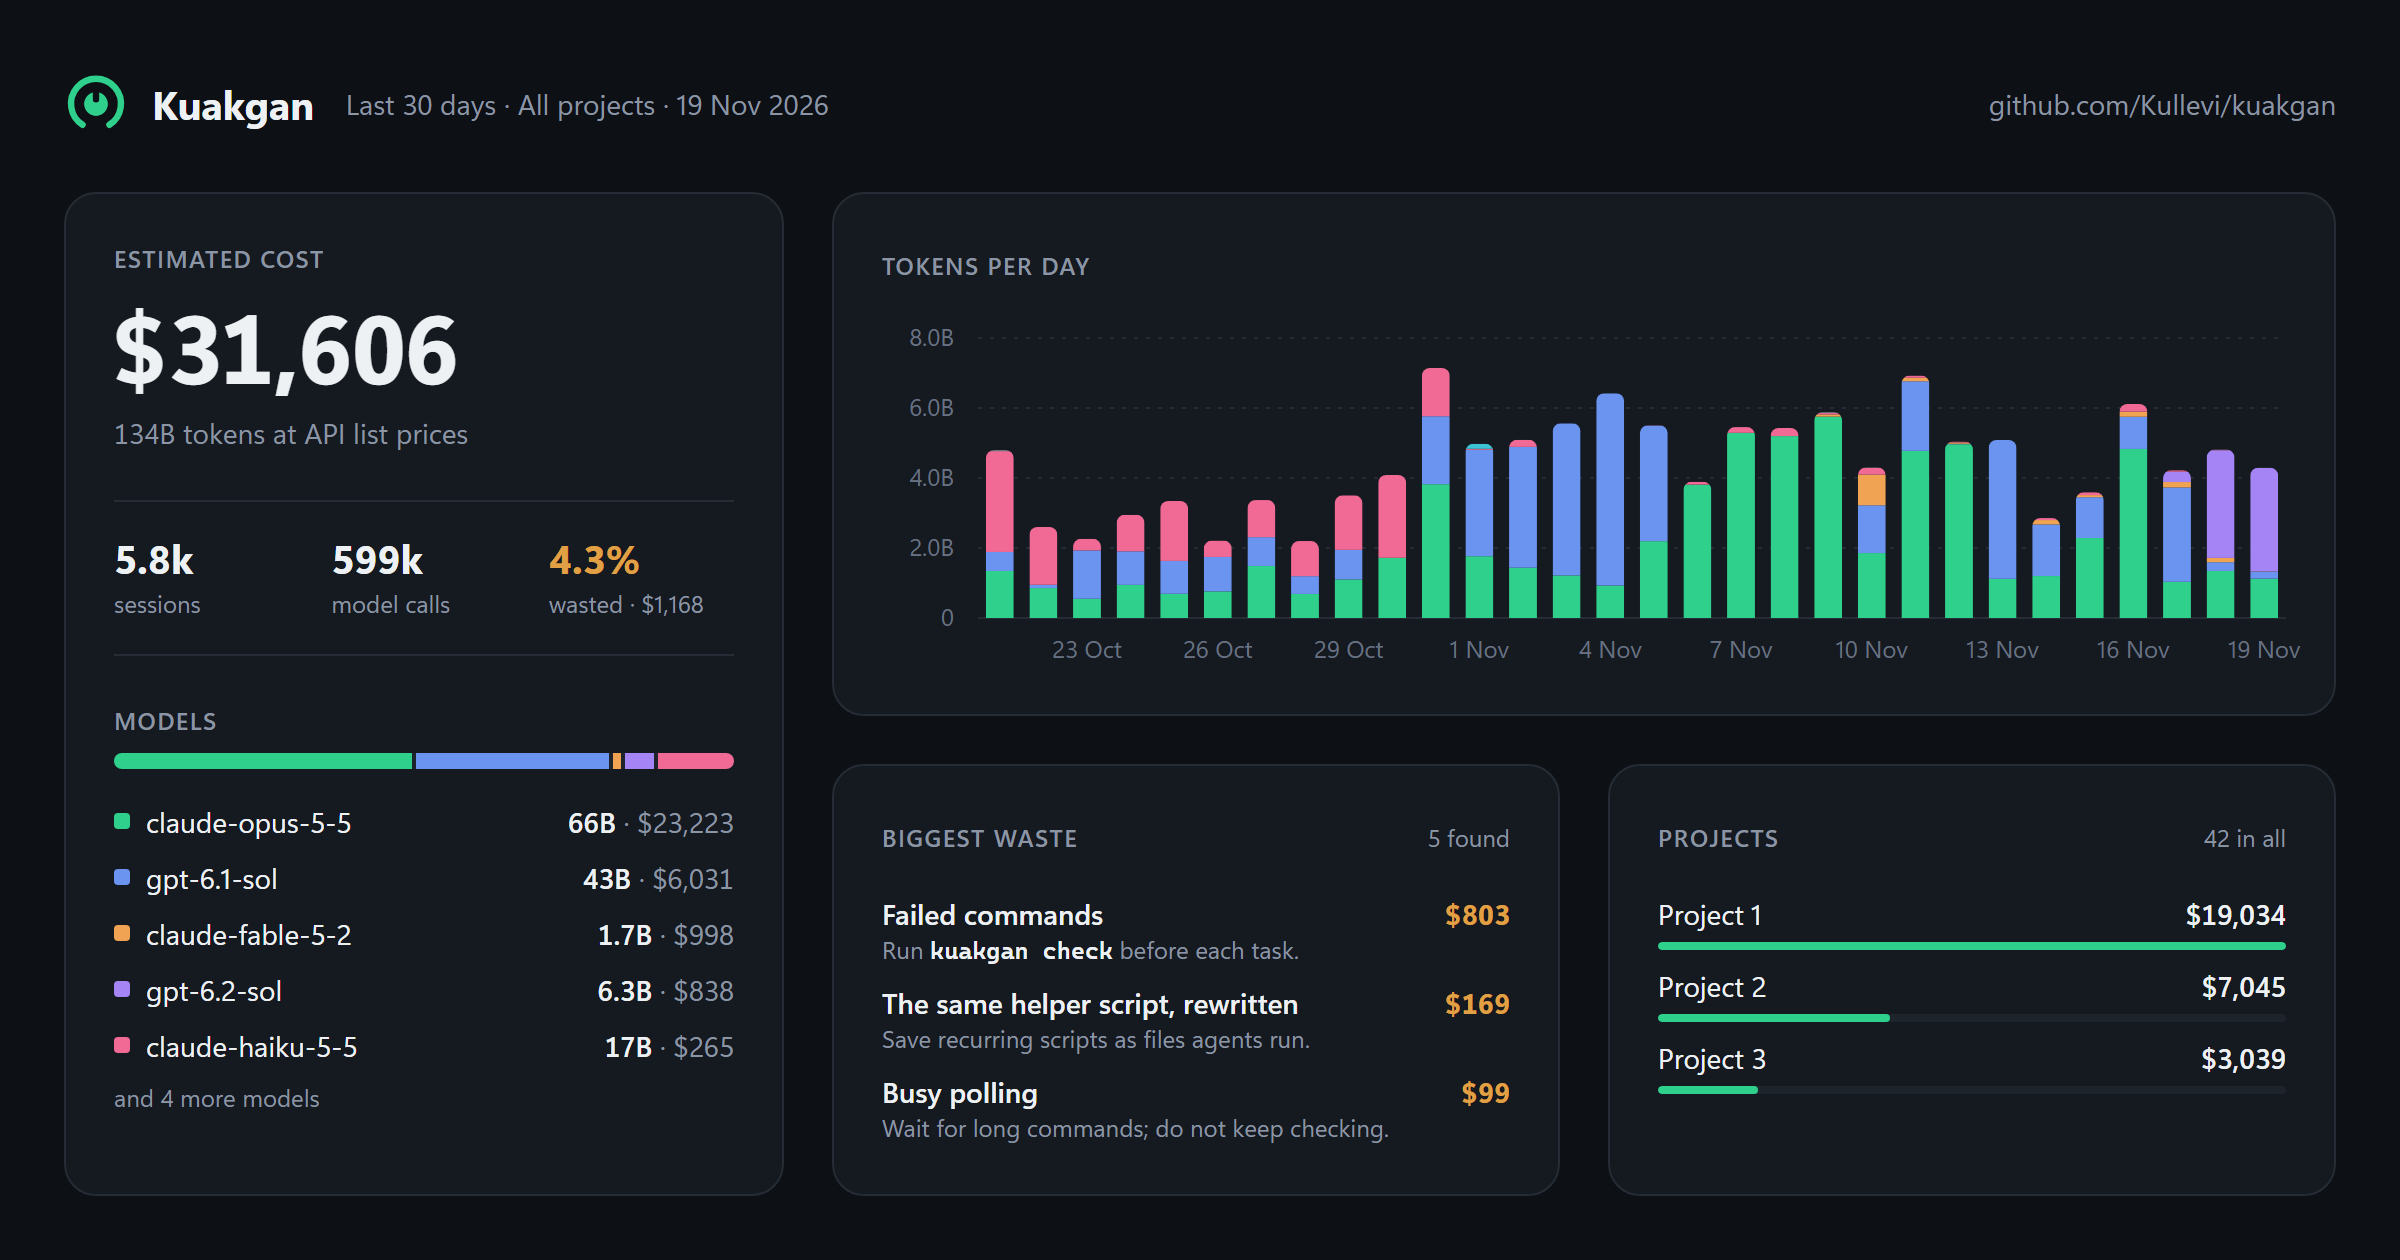 Kuakgan
Last 30 days · All projects · 19 Nov 2026
github.com/Kullevi/kuakgan
ESTIMATED COST
$31,606
134B tokens at API list prices
5.8k
sessions
599k
model calls
4.3%
wasted · $1,168
MODELS
claude-opus-5-5 66B · $23,223
gpt-6.1-sol 43B · $6,031
claude-fable-5-2 1.7B · $998
gpt-6.2-sol 6.3B · $838
claude-haiku-5-5 17B · $265
and 4 more models
TOKENS PER DAY
8.0B
6.0B
4.0B
2.0B
0
23 Oct 26 Oct 29 Oct 1 Nov 4 Nov 7 Nov 10 Nov 13 Nov 16 Nov 19 Nov
BIGGEST WASTE 5 found
Failed commands $803
Run kuakgan check before each task.
The same helper script, rewritten $169
Save recurring scripts as files agents run.
Busy polling $99
Wait for long commands; do not keep checking.
PROJECTS 42 in all
Project 1 $19,034
Project 2 $7,045
Project 3 $3,039